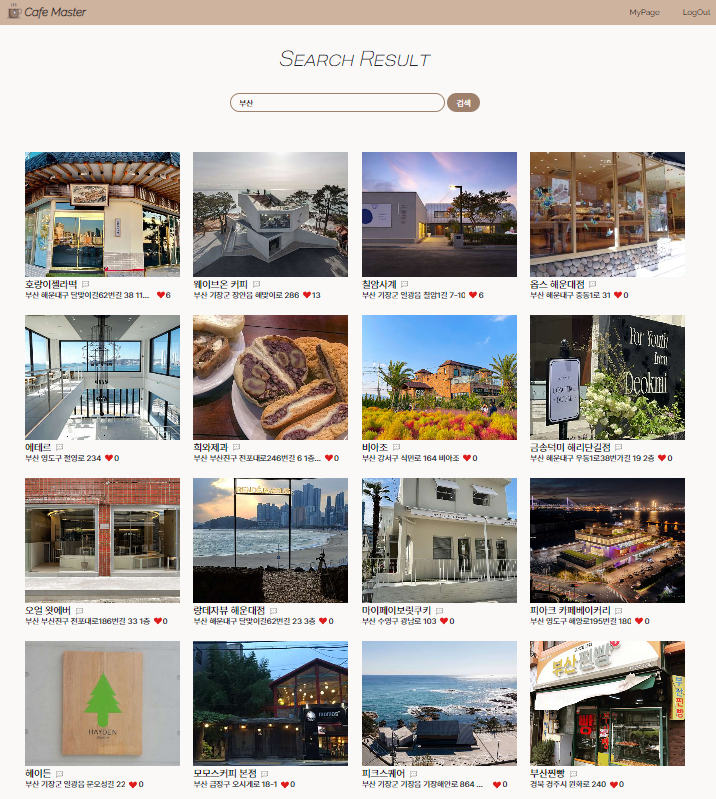 Cafe Master
MyPage
LogOut
Search Result
부산
검색
호랑이젤라떡
부산 해운대구 달맞이길62번길 38 11...
6
웨이브온 커피
부산 기장군 장안읍 해맞이로 286
13
칠암사계
부산 기장군 일광읍 칠암1길 7-10
6
옵스 해운대점
부산 해운대구 중동1로 31
0
For Youth
Deokmi
에테르
부산 영도구 절영로 234
0
희와제과
부산 부산진구 전포대로246번길 6 1층...
0
비아조
부산 강서구 식만로 164 비아조
0
금송덕미 해리단길점
부산 해운대구 우동1로38번가길 19 2층
0
오얼 왓에버
부산 부산진구 전포대로186번길 33 1층
0
랑데자뷰 해운대점
부산 해운대구 달맞이길62번길 23 3층
0
마이페이보릿쿠키
부산 수영구 광남로 103
0
피아크 카페베이커리
부산 영도구 해양로195번길 180
0
HAYDEN
momos
부산찐빵
헤이든
부산 기장군 일광읍 문오성길 22
0
모모스커피 본점
부산 금정구 오시게로 18-1
0
피크스퀘어
부산 기장군 기장읍 기장해안로 864 ...
0
부산찐빵
경북 경주시 원화로 240
0